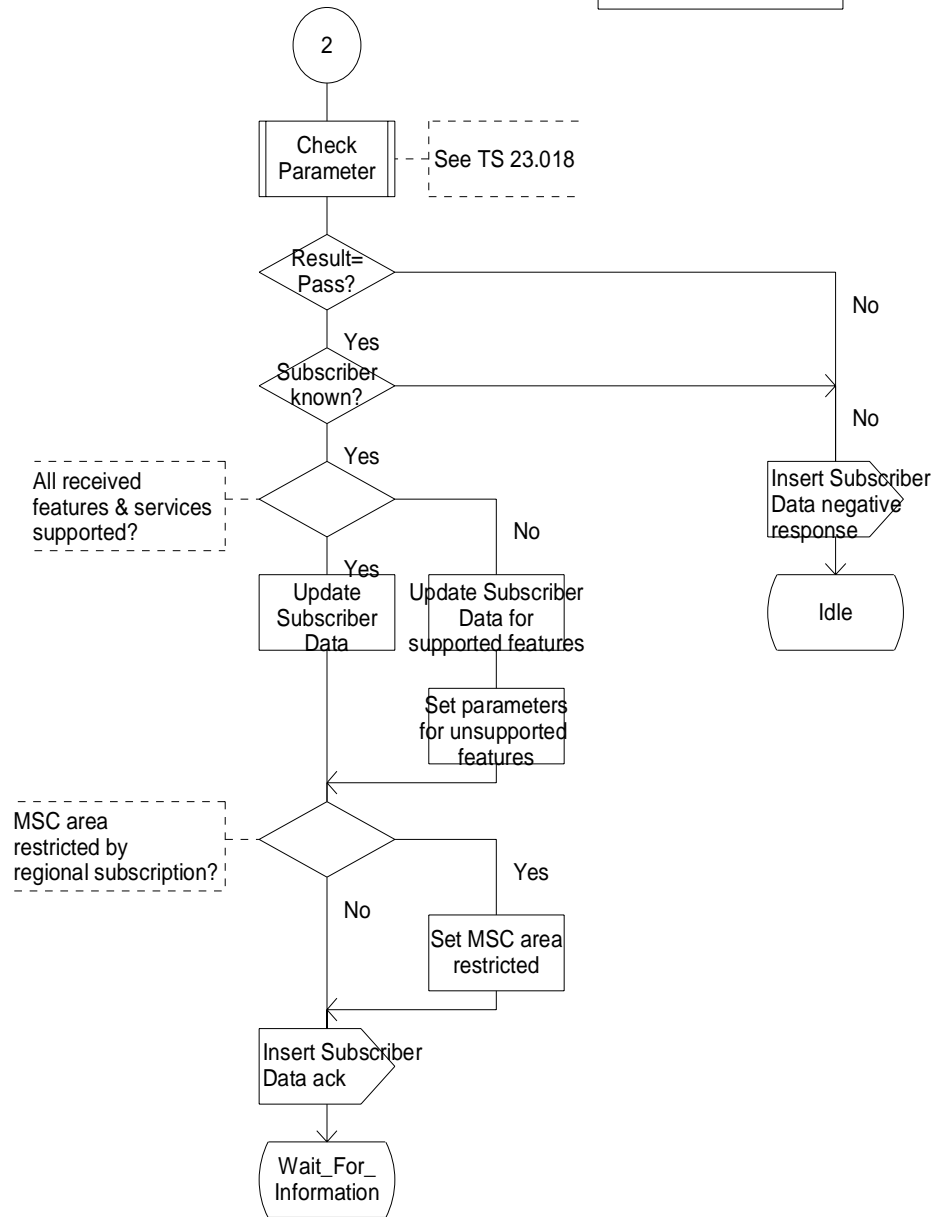 2
Check
Parameter
See TS 23.018
Result=
Pass?
No
Yes
Subscriber
known?
No
Yes
All received
features & services
supported?
No
Insert Subscriber
Data negative
response
Yes
Update
Subscriber
Data
Update Subscriber
Data for
supported features
Idle
Set parameters
for unsupported
features
MSC area
restricted by
regional subscription?
Yes
No
Set MSC area
restricted
Insert Subscriber
Data ack
Wait_For_
Information